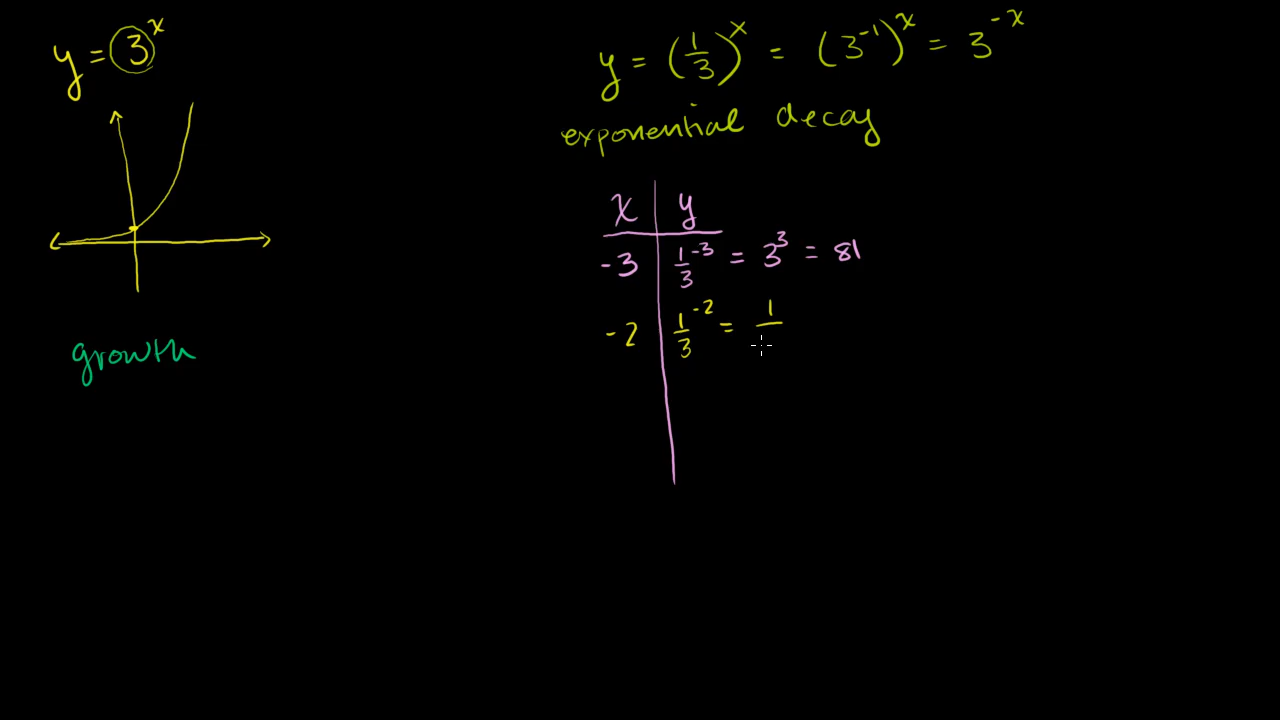 y = 3^x
growth
y = (1/3)^x = (3^-1)^x = 3^-x
exponential decay
x y
-3 1/3^-3 = 3^3 = 81
-2 1/3^-2 = 1/